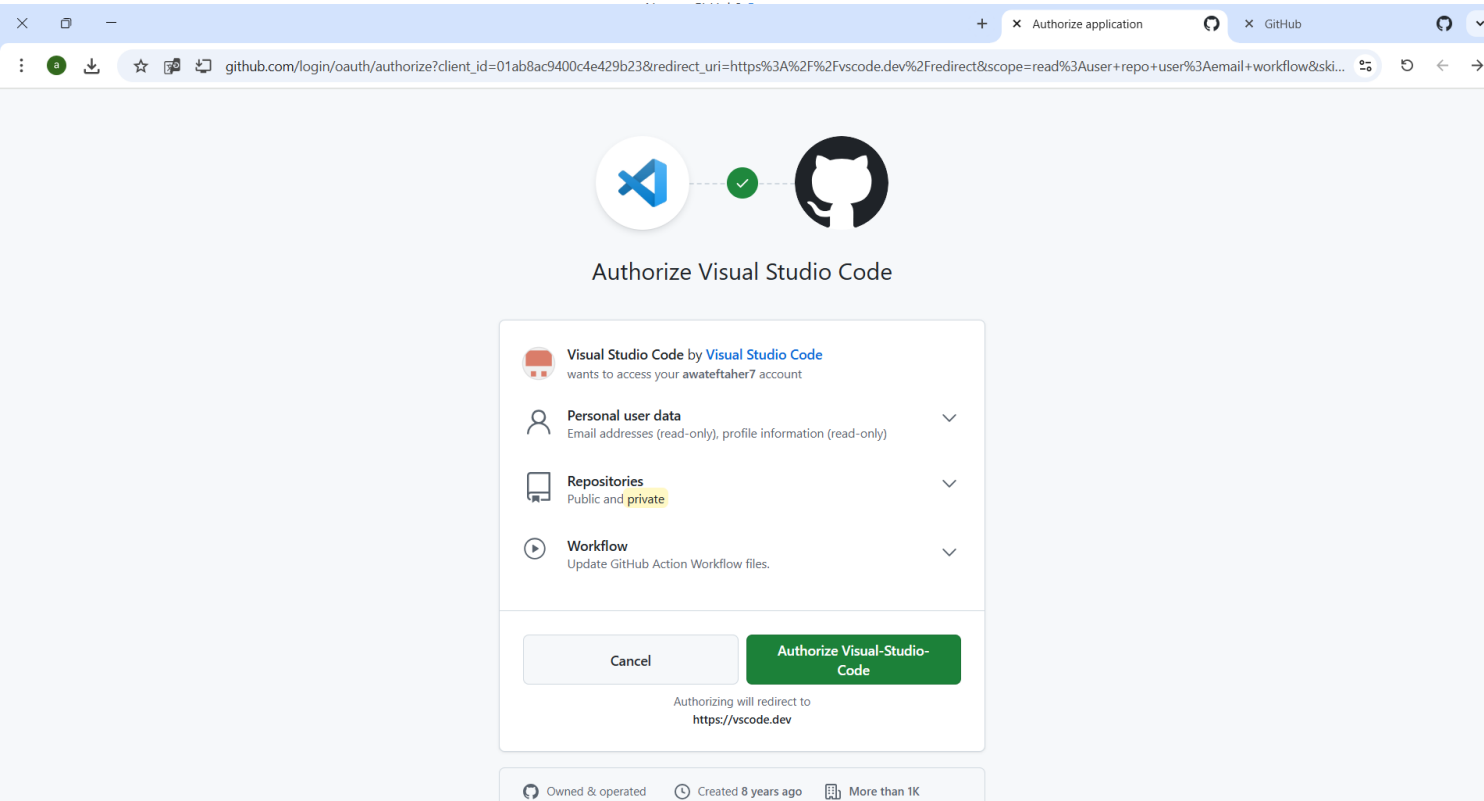 Authorize application
GitHub
a
github.com/login/oauth/authorize?client_id=01ab8ac9400c4e429b23&redirect_uri=https%3A%2F%2Fvscode.dev%2Fredirect&scope=read%3Auser+repo+user%3Aemail+workflow&ski...
Authorize Visual Studio Code
Visual Studio Code by Visual Studio Code
wants to access your awateftaher7 account
Personal user data
Email addresses (read-only), profile information (read-only)
Repositories
Public and private
Workflow
Update GitHub Action Workflow files.
Cancel
Authorize Visual-Studio-
Code
Authorizing will redirect to
https://vscode.dev
Owned & operated
Created 8 years ago
More than 1K